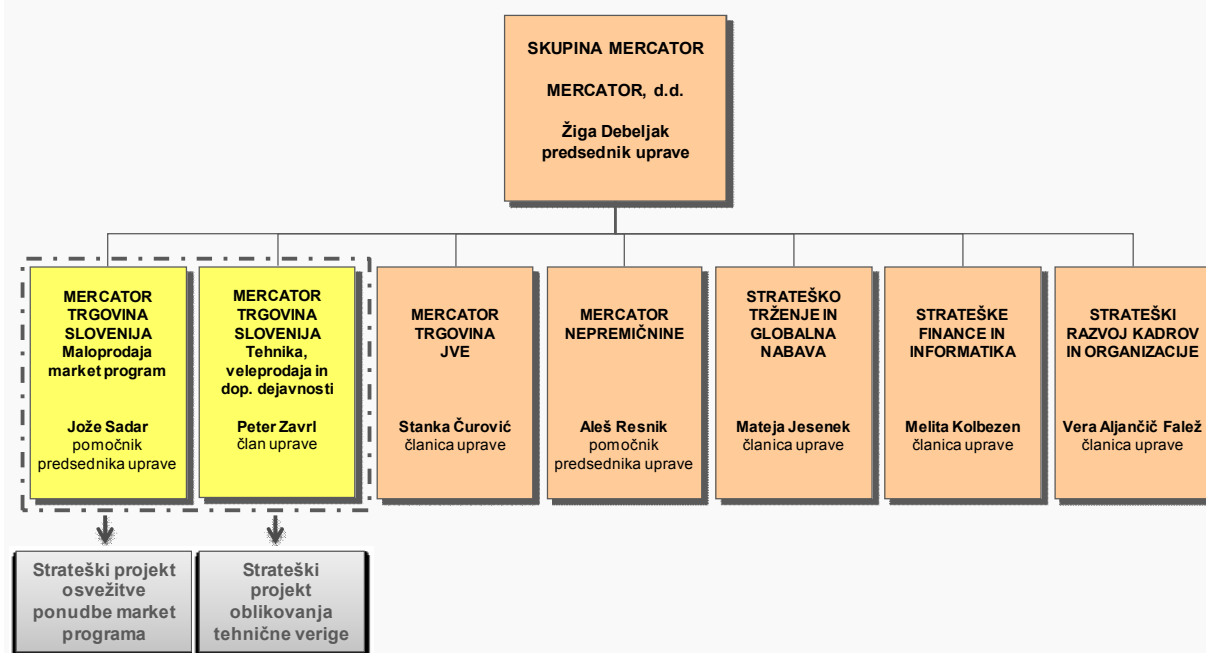 SKUPINA MERCATOR
MERCATOR, d.d.
Žiga Debeljak
predsednik uprave
MERCATOR
TRGOVINA
SLOVENIJA
Maloprodaja
market program
Jože Sadar
pomočnik
predsednika uprave
MERCATOR
TRGOVINA
SLOVENIJA
Tehnika,
veleprodaja in
dop. dejavnosti
Peter Zavrl
član uprave
MERCATOR
TRGOVINA
JVE
Stanka Čurović
članica uprave
MERCATOR
NEPREMIČNINE
Aleš Resnik
pomočnik
predsednika uprave
STRATEŠKO
TRŽENJE IN
GLOBALNA
NABAVA
Mateja Jesenek
članica uprave
STRATEŠKE
FINANCE IN
INFORMATIKA
Melita Kolbezen
članica uprave
STRATEŠKI
RAZVOJ KADROV
IN ORGANIZACIJE
Vera Aljančič Falež
članica uprave
Strateški projekt
osvežitve
ponudbe market
programa
Strateški
projekt
oblikovanja
tehnične verige